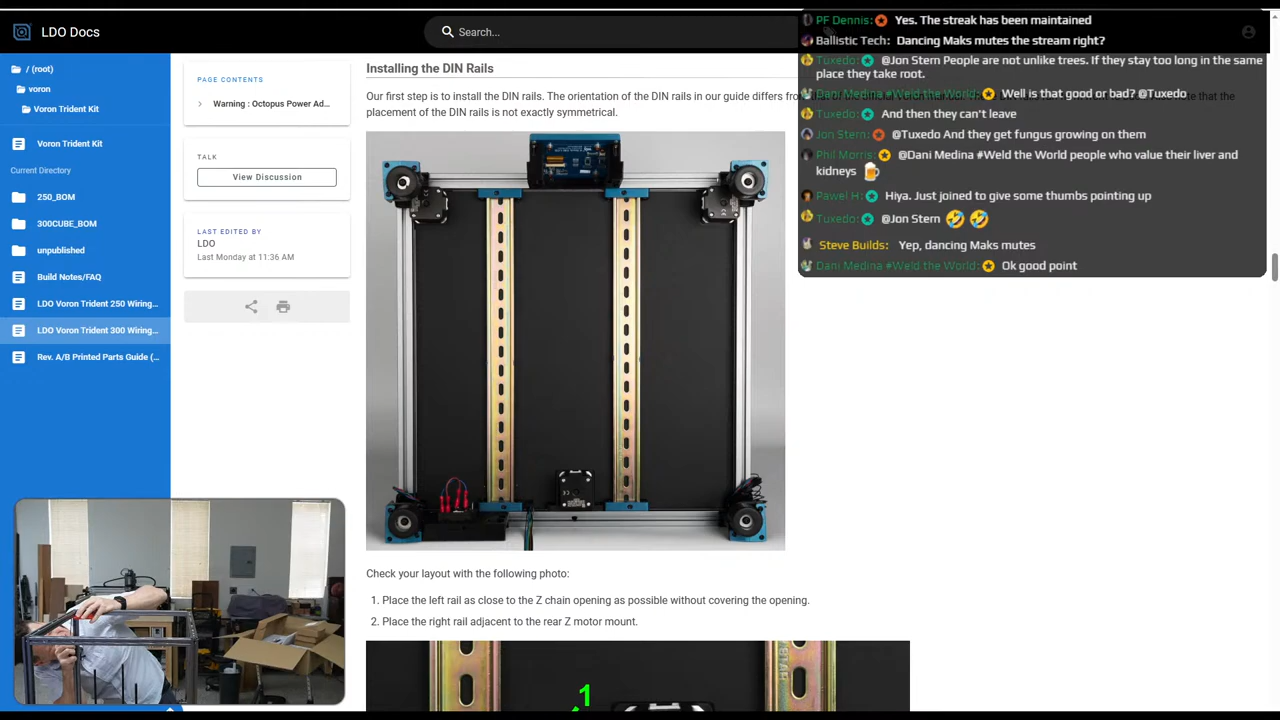 LDO Docs
Search...
/ (root)
voron
Voron Trident Kit
Voron Trident Kit
Current Directory
250_BOM
300CUBE_BOM
unpublished
Build Notes/FAQ
LDO Voron Trident 250 Wiring...
LDO Voron Trident 300 Wiring...
Rev. A/B Printed Parts Guide (...
PAGE CONTENTS
Warning : Octopus Power Ad...
TALK
View Discussion
LAST EDITED BY
LDO
Last Monday at 11:36 AM
Installing the DIN Rails
Our first step is to install the DIN rails. The orientation of the DIN rails in our guide differs from
note that the
placement of the DIN rails is not exactly symmetrical.
Check your layout with the following photo:
1. Place the left rail as close to the Z chain opening as possible without covering the opening.
2. Place the right rail adjacent to the rear Z motor mount.
1
PF Dennis: Yes. The streak has been maintained
Ballistic Tech: Dancing Maks mutes the stream right?
Tuxedo: @Jon Stern People are not unlike trees. If they stay too long in the same
place they take root.
Dani Medina #Weld the World: Well is that good or bad? @Tuxedo
Tuxedo: And then they can't leave
Jon Stern: @Tuxedo And they get fungus growing on them
Phil Morris: @Dani Medina #Weld the World people who value their liver and
kidneys 🍺
Pawel H: Hiya. Just joined to give some thumbs pointing up
Tuxedo: @Jon Stern 🤣 🤣
Steve Builds: Yep, dancing Maks mutes
Dani Medina #Weld the World: Ok good point